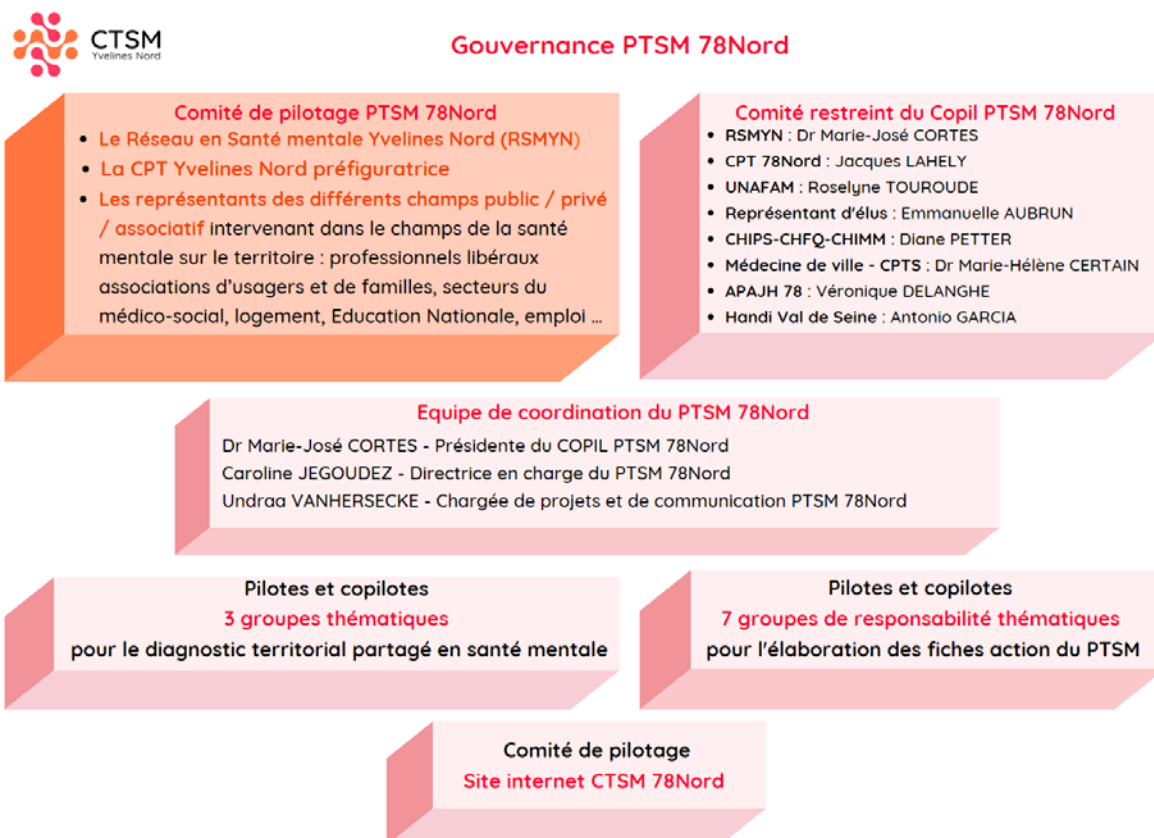 CTSM
Yvelines Nord
Gouvernance PTSM 78Nord
Comité de pilotage PTSM 78Nord
• Le Réseau en Santé mentale Yvelines Nord (RSMYN)
• La CPT Yvelines Nord préfiguratrice
• Les représentants des différents champs public / privé
/ associatif intervenant dans le champs de la santé
mentale sur le territoire : professionnels libéraux
associations d'usagers et de familles, secteurs du
médico-social, logement, Education Nationale, emploi ...
Comité restreint du Copil PTSM 78Nord
• RSMYN : Dr Marie-José CORTES
• CPT 78Nord : Jacques LAHELY
• UNAFAM : Roselyne TOUROUDE
• Représentant d'élus : Emmanuelle AUBRUN
• CHIPS-CHFQ-CHIMM : Diane PETTER
• Médecine de ville - CPTS : Dr Marie-Hélène CERTAIN
• APAJH 78 : Véronique DELANGHE
• Handi Val de Seine : Antonio GARCIA
Equipe de coordination du PTSM 78Nord
Dr Marie-José CORTES - Présidente du COPIL PTSM 78Nord
Caroline JEGOUDEZ - Directrice en charge du PTSM 78Nord
Undraa VANHERSECKE - Chargée de projets et de communication PTSM 78Nord
Pilotes et copilotes
3 groupes thématiques
pour le diagnostic territorial partagé en santé mentale
Pilotes et copilotes
7 groupes de responsabilité thématiques
pour l'élaboration des fiches action du PTSM
Comité de pilotage
Site internet CTSM 78Nord